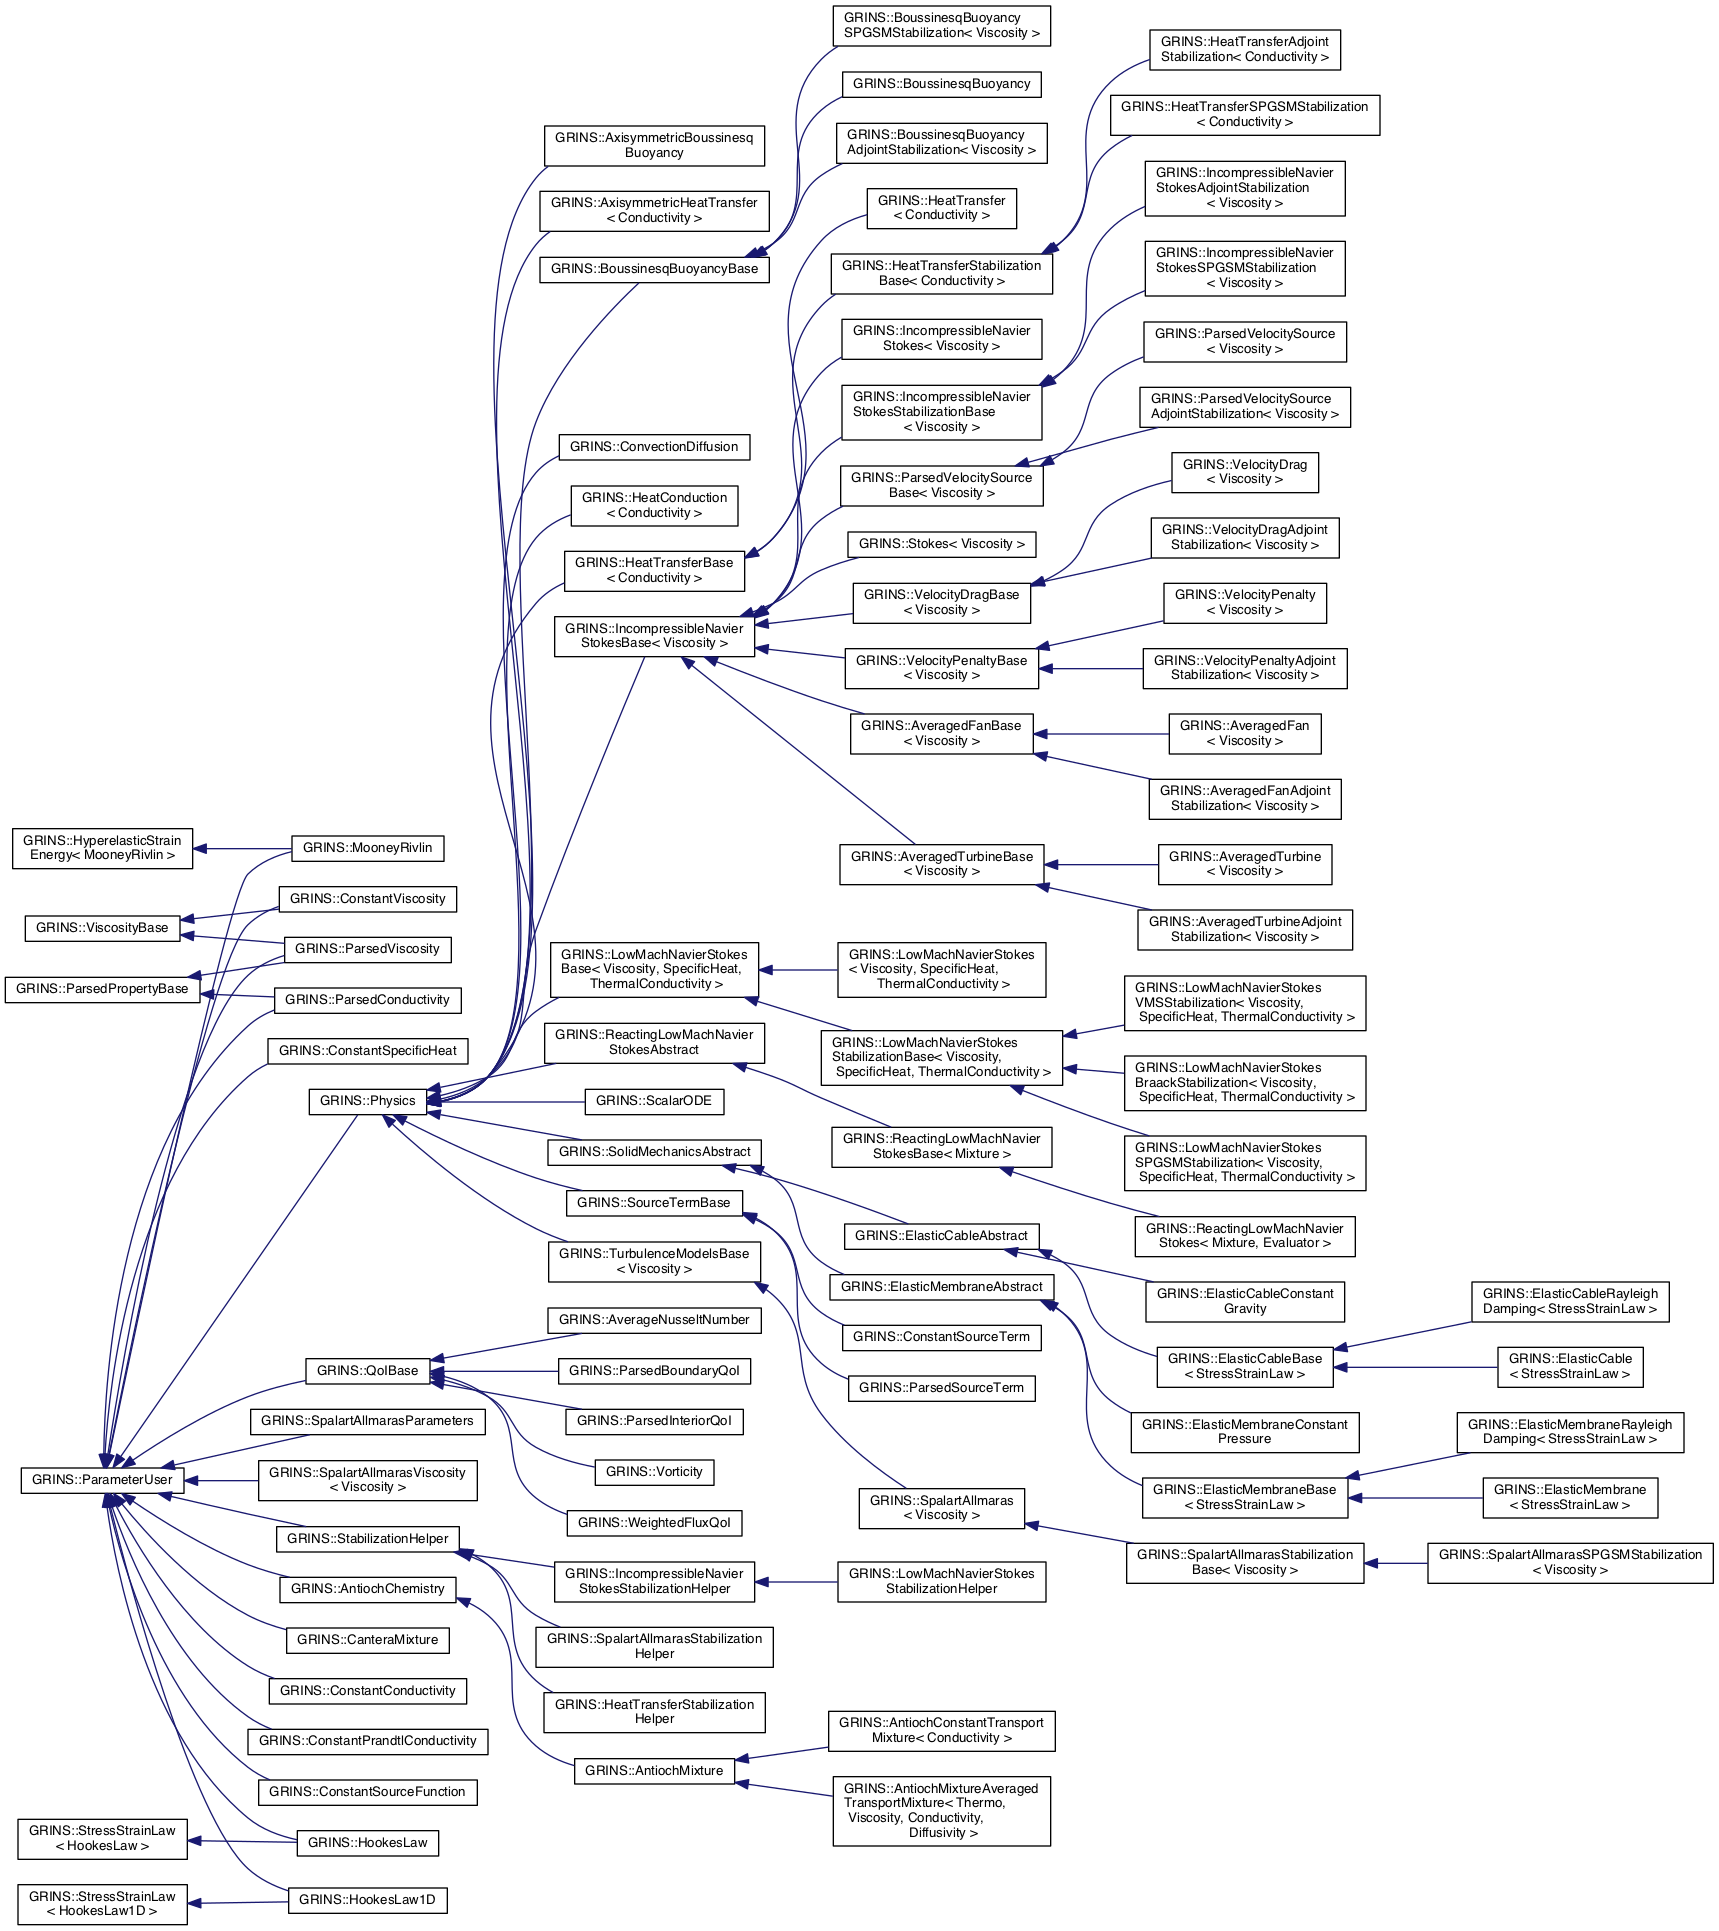 GRINS::HyperelasticStrain
Energy< MooneyRivlin >
GRINS::ViscosityBase
GRINS::ParsedPropertyBase
GRINS::ParameterUser
GRINS::StressStrainLaw
< HookesLaw >
GRINS::StressStrainLaw
< HookesLaw1D >
GRINS::MooneyRivlin
GRINS::ConstantViscosity
GRINS::ParsedViscosity
GRINS::ParsedConductivity
GRINS::ConstantSpecificHeat
GRINS::Physics
GRINS::QoIBase
GRINS::SpalartAllmarasParameters
GRINS::SpalartAllmarasViscosity
< Viscosity >
GRINS::StabilizationHelper
GRINS::AntiochChemistry
GRINS::CanteraMixture
GRINS::ConstantConductivity
GRINS::ConstantPrandtlConductivity
GRINS::ConstantSourceFunction
GRINS::HookesLaw
GRINS::HookesLaw1D
GRINS::AxisymmetricBoussinesq
Buoyancy
GRINS::AxisymmetricHeatTransfer
< Conductivity >
GRINS::BoussinesqBuoyancyBase
GRINS::ConvectionDiffusion
GRINS::HeatConduction
< Conductivity >
GRINS::HeatTransferBase
< Conductivity >
GRINS::IncompressibleNavier
StokesBase< Viscosity >
GRINS::LowMachNavierStokes
Base< Viscosity, SpecificHeat,
ThermalConductivity >
GRINS::ReactingLowMachNavier
StokesAbstract
GRINS::ScalarODE
GRINS::SolidMechanicsAbstract
GRINS::SourceTermBase
GRINS::TurbulenceModelsBase
< Viscosity >
GRINS::AverageNusseltNumber
GRINS::ParsedBoundaryQoI
GRINS::ParsedInteriorQoI
GRINS::Vorticity
GRINS::WeightedFluxQoI
GRINS::IncompressibleNavier
StokesStabilizationHelper
GRINS::SpalartAllmarasStabilization
Helper
GRINS::HeatTransferStabilization
Helper
GRINS::AntiochMixture
GRINS::BoussinesqBuoyancy
SPGSMStabilization< Viscosity >
GRINS::BoussinesqBuoyancy
GRINS::BoussinesqBuoyancy
AdjointStabilization< Viscosity >
GRINS::HeatTransfer
< Conductivity >
GRINS::HeatTransferStabilization
Base< Conductivity >
GRINS::IncompressibleNavier
Stokes< Viscosity >
GRINS::IncompressibleNavier
StokesStabilizationBase
< Viscosity >
GRINS::ParsedVelocitySource
Base< Viscosity >
GRINS::Stokes< Viscosity >
GRINS::VelocityDragBase
< Viscosity >
GRINS::VelocityPenaltyBase
< Viscosity >
GRINS::AveragedFanBase
< Viscosity >
GRINS::AveragedTurbineBase
< Viscosity >
GRINS::LowMachNavierStokes
< Viscosity, SpecificHeat,
ThermalConductivity >
GRINS::LowMachNavierStokes
StabilizationBase< Viscosity,
SpecificHeat, ThermalConductivity >
GRINS::ReactingLowMachNavier
StokesBase< Mixture >
GRINS::ElasticCableAbstract
GRINS::ElasticMembraneAbstract
GRINS::ConstantSourceTerm
GRINS::ParsedSourceTerm
GRINS::SpalartAllmaras
< Viscosity >
GRINS::LowMachNavierStokes
StabilizationHelper
GRINS::AntiochConstantTransport
Mixture< Conductivity >
GRINS::AntiochMixtureAveraged
TransportMixture< Thermo,
Viscosity, Conductivity,
Diffusivity >
GRINS::HeatTransferAdjoint
Stabilization< Conductivity >
GRINS::HeatTransferSPGSMStabilization
< Conductivity >
GRINS::IncompressibleNavier
StokesAdjointStabilization
< Viscosity >
GRINS::IncompressibleNavier
StokesSPGSMStabilization
< Viscosity >
GRINS::ParsedVelocitySource
< Viscosity >
GRINS::ParsedVelocitySource
AdjointStabilization< Viscosity >
GRINS::VelocityDrag
< Viscosity >
GRINS::VelocityDragAdjoint
Stabilization< Viscosity >
GRINS::VelocityPenalty
< Viscosity >
GRINS::VelocityPenaltyAdjoint
Stabilization< Viscosity >
GRINS::AveragedFan
< Viscosity >
GRINS::AveragedFanAdjoint
Stabilization< Viscosity >
GRINS::AveragedTurbine
< Viscosity >
GRINS::AveragedTurbineAdjoint
Stabilization< Viscosity >
GRINS::LowMachNavierStokes
VMSStabilization< Viscosity,
SpecificHeat, ThermalConductivity >
GRINS::LowMachNavierStokes
BraackStabilization< Viscosity,
SpecificHeat, ThermalConductivity >
GRINS::LowMachNavierStokes
SPGSMStabilization< Viscosity,
SpecificHeat, ThermalConductivity >
GRINS::ReactingLowMachNavier
Stokes< Mixture, Evaluator >
GRINS::ElasticCableConstant
Gravity
GRINS::ElasticCableBase
< StressStrainLaw >
GRINS::ElasticMembraneConstant
Pressure
GRINS::ElasticMembraneBase
< StressStrainLaw >
GRINS::SpalartAllmarasStabilization
Base< Viscosity >
GRINS::ElasticCableRayleigh
Damping< StressStrainLaw >
GRINS::ElasticCable
< StressStrainLaw >
GRINS::ElasticMembraneRayleigh
Damping< StressStrainLaw >
GRINS::ElasticMembrane
< StressStrainLaw >
GRINS::SpalartAllmarasSPGSMStabilization
< Viscosity >